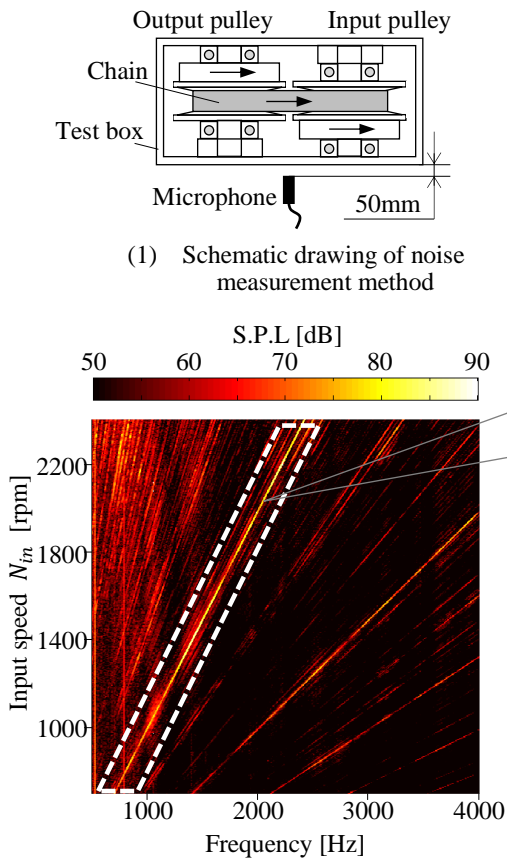 Output pulley Input pulley
Chain
Test box
Microphone
50mm
(1) Schematic drawing of noise
measurement method
S.P.L [dB]
50 60 70 80 90
2200
1800
1400
1000
Input speed N_in [rpm]
1000 2000 3000 4000
Frequency [Hz]